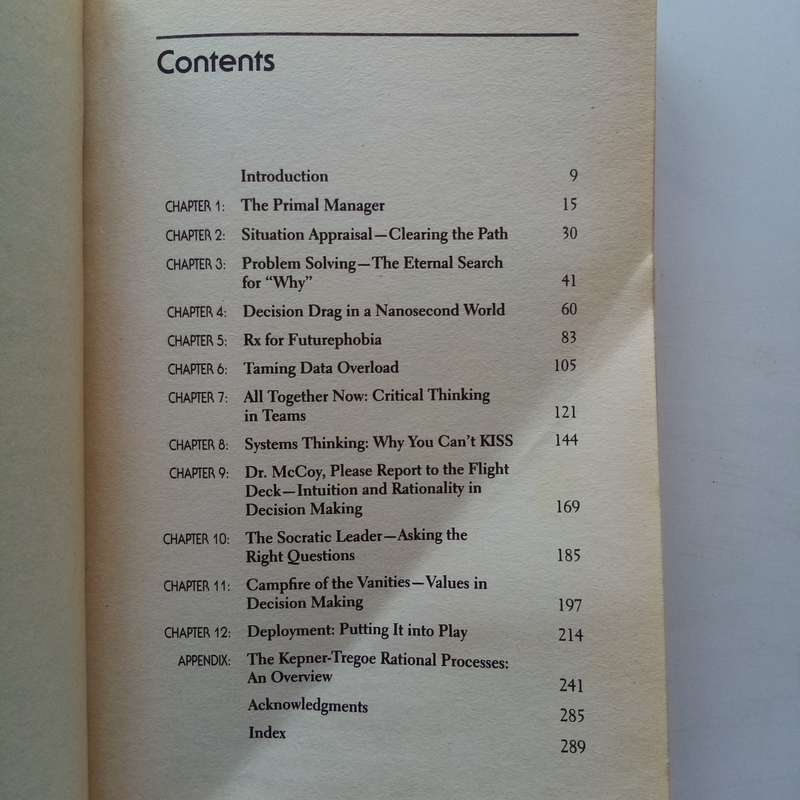 Contents
Introduction 9
CHAPTER 1: The Primal Manager 15
CHAPTER 2: Situation Appraisal—Clearing the Path 30
CHAPTER 3: Problem Solving—The Eternal Search
for “Why” 41
CHAPTER 4: Decision Drag in a Nanosecond World 60
CHAPTER 5: Rx for Futurephobia 83
CHAPTER 6: Taming Data Overload 105
CHAPTER 7: All Together Now: Critical Thinking
in Teams 121
CHAPTER 8: Systems Thinking: Why You Can’t KISS 144
CHAPTER 9: Dr. McCoy, Please Report to the Flight
Deck—Intuition and Rationality in
Decision Making 169
CHAPTER 10: The Socratic Leader—Asking the
Right Questions 185
CHAPTER 11: Campfire of the Vanities—Values in
Decision Making 197
CHAPTER 12: Deployment: Putting It into Play 214
APPENDIX: The Kepner-Tregoe Rational Processes:
An Overview 241
Acknowledgments 285
Index 289